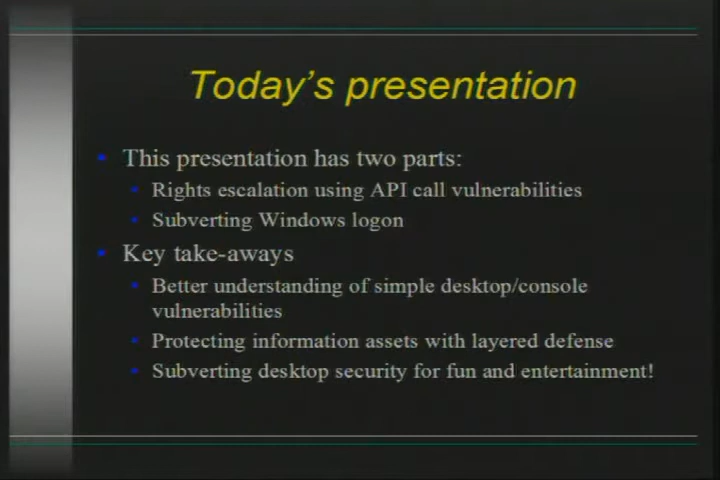 Today's presentation
This presentation has two parts:
Rights escalation using API call vulnerabilities
Subverting Windows logon
Key take-aways
Better understanding of simple desktop/console
vulnerabilities
Protecting information assets with layered defense
Subverting desktop security for fun and entertainment!